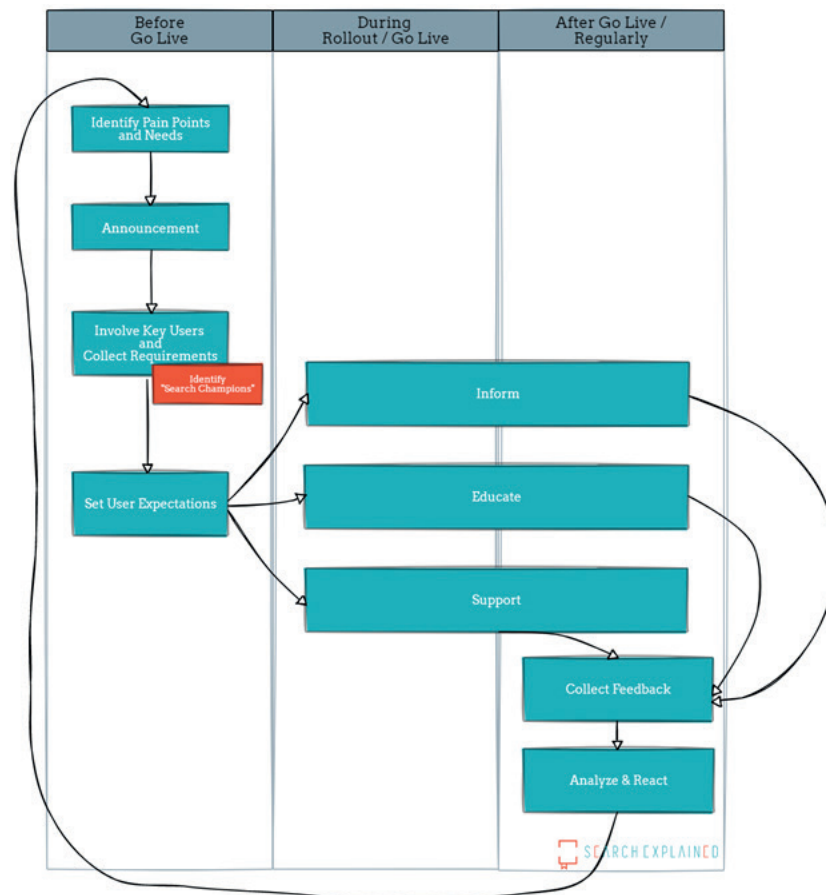 Before
Go Live
During
Rollout / Go Live
After Go Live /
Regularly
Identify Pain Points
and Needs
Announcement
Involve Key Users
and
Collect Requirements
Identify
"Search Champions"
Set User Expectations
Inform
Educate
Support
Collect Feedback
Analyze & React
SEARCH EXPLAINED